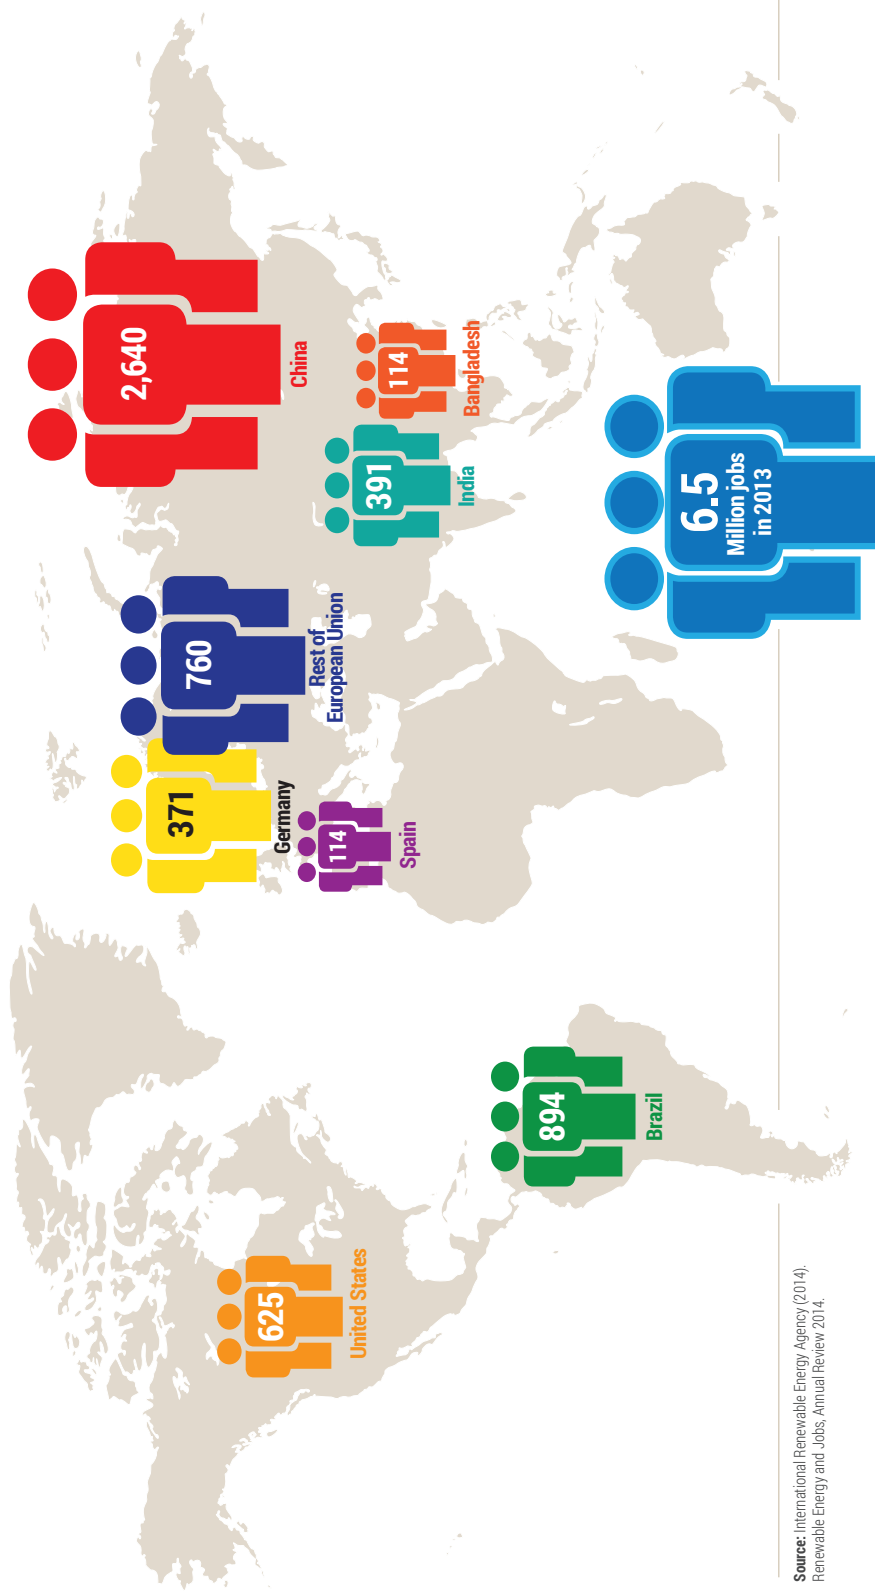 2,640
China
760
Rest of
European Union
371
Germany
114
Spain
391
India
114
Bangladesh
625
United States
894
Brazil
6.5
Million jobs
in 2013
Source: International Renewable Energy Agency (2014).
Renewable Energy and Jobs, Annual Review 2014.